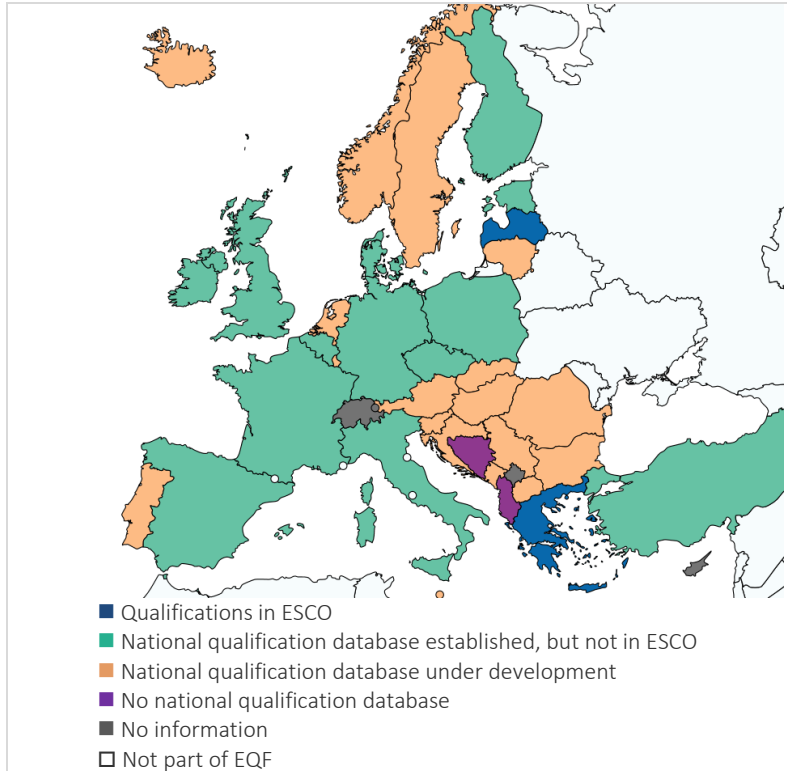 Qualifications in ESCO
National qualification database established, but not in ESCO
National qualification database under development
No national qualification database
No information
Not part of EQF